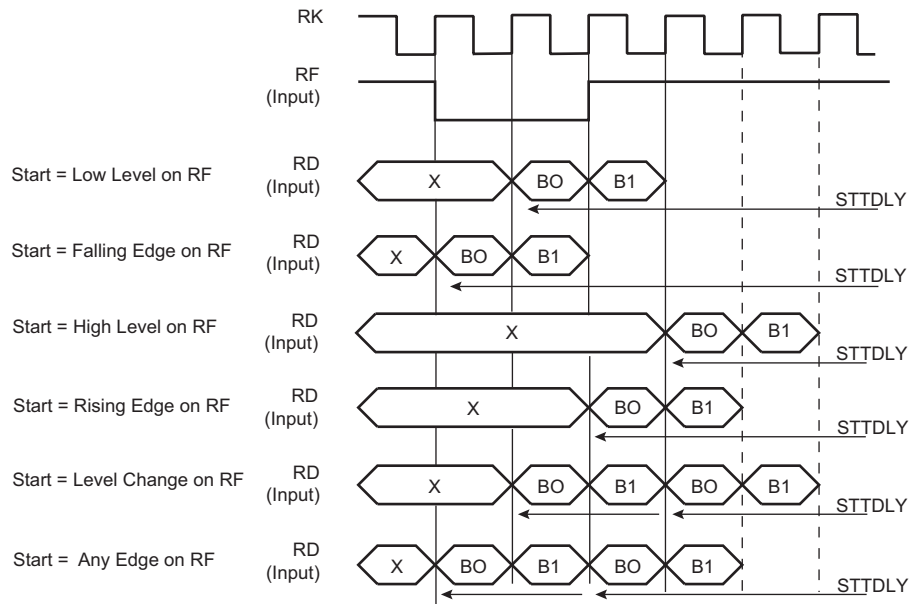 RK
RF
(Input)
Start = Low Level on RF
RD
(Input)
X
BO
B1
STTDLY
Start = Falling Edge on RF
RD
(Input)
X
BO
B1
STTDLY
Start = High Level on RF
RD
(Input)
X
BO
B1
STTDLY
Start = Rising Edge on RF
RD
(Input)
X
BO
B1
STTDLY
Start = Level Change on RF
RD
(Input)
X
BO
B1
BO
B1
STTDLY
Start = Any Edge on RF
RD
(Input)
X
BO
B1
BO
B1
STTDLY